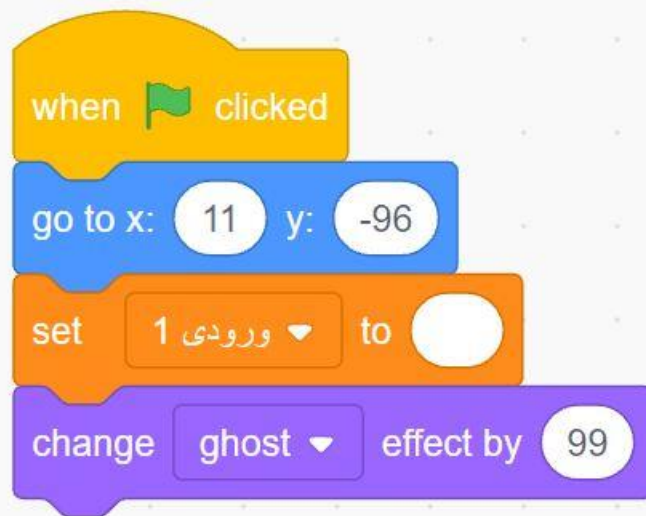 when clicked
go to x: 11 y: -96
set ورودی 1 to
change ghost effect by 99